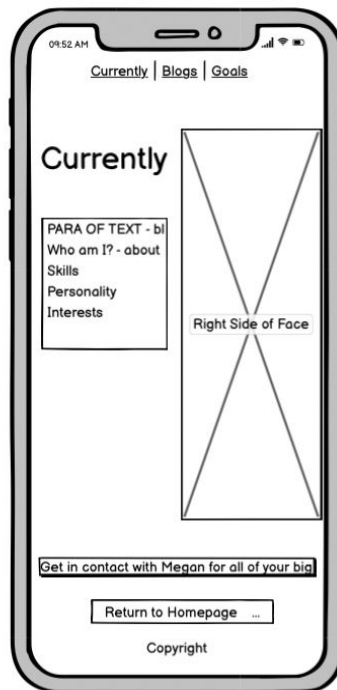 09:52 AM
Currently | Blogs | Goals
Currently
PARA OF TEXT - bl
Who am I? - about
Skills
Personality
Interests
Right Side of Face
Get in contact with Megan for all of your big
Return to Homepage ...
Copyright